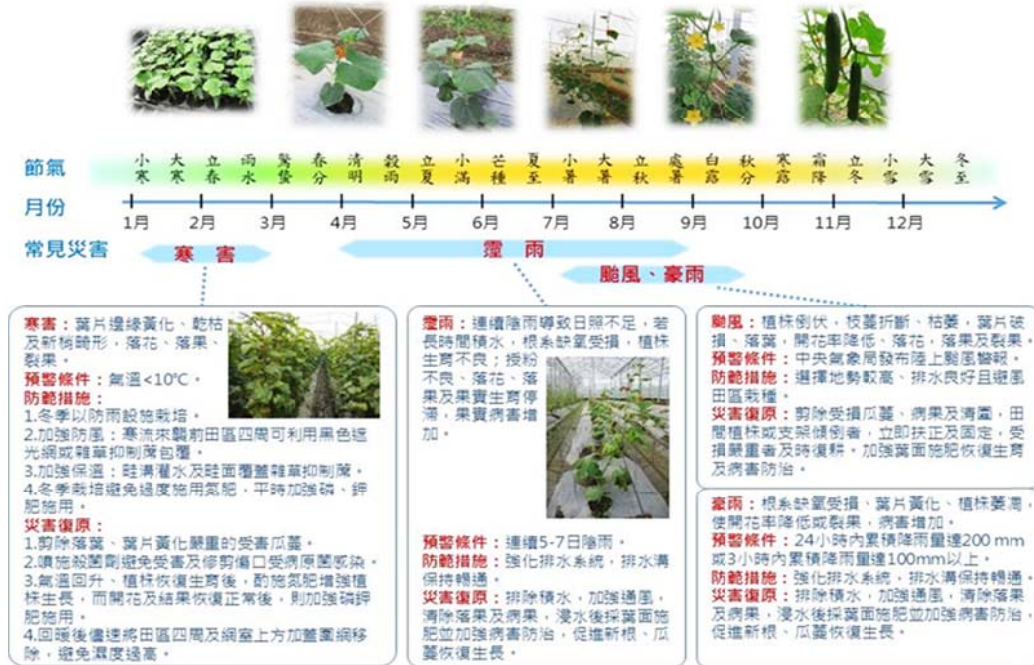 節氣
小寒 大寒 立春 雨水 驚蟄 春分 清明 穀雨 立夏 小滿 芒種 夏至 小暑 大暑 立秋 處暑 白露 秋分 寒露 霜降 立冬 小雪 大雪 冬至
月份
1月 2月 3月 4月 5月 6月 7月 8月 9月 10月 11月 12月
常見災害
寒害
霪雨
颱風、豪雨
寒害：葉片邊緣黃化、乾枯
及新梢畸形，落花、落果、
裂果。
預警條件：氣溫<10℃。
防範措施：
1.冬季以防雨設施栽培。
2.加強防風：寒流來襲前田區四周可利用黑色遮
光網或雜草抑制蓆包覆。
3.加強保溫：畦溝灌水及畦面覆蓋雜草抑制蓆。
4.冬季栽培避免過度施用氮肥，平時加強磷、鉀
肥施用。
災害復原：
1.剪除落葉、葉片黃化嚴重的受害瓜蔓。
2.噴施殺菌劑避免受害及修剪傷口受病原菌感染。
3.氣溫回升、植株恢復生育後，酌施氮肥增強植
株生長，而開花及結果恢復正常後，則加強磷鉀
肥施用。
4.回暖後儘速將田區四周及網室上方加蓋圍網移
除，避免濕度過高。
霪雨：連續陰雨導致日照不足，若
長時間積水，根系缺氧受損，植株
生育不良；授粉
不良、落花、落
果及果實生育停
滯，果實病害增
加。
預警條件：連續5-7日陰雨。
防範措施：強化排水系統，排水溝
保持暢通。
災害復原：排除積水，加強通風，
清除落果及病果，浸水後採葉面施
肥並加強病害防治，促進新根、瓜
蔓恢復生長。
颱風：植株倒伏，枝蔓折斷、枯萎，葉片破
損、落葉，開花率降低、落花，落果及裂果。
預警條件：中央氣象局發布陸上颱風警報。
防範措施：選擇地勢較高、排水良好且避風
田區栽種。
災害復原：剪除受損瓜蔓、病果及清園，田
間植株或支架傾倒者，立即扶正及固定，受
損嚴重者及時復耕。加強葉面施肥恢復生育
及病害防治。
豪雨：根系缺氧受損、葉片黃化、植株萎凋，
使開花率降低或裂果，病害增加。
預警條件：24小時內累積降雨量達200 mm
或3小時內累積降雨量達100mm以上。
防範措施：強化排水系統，排水溝保持暢通。
災害復原：排除積水，加強通風，清除落果
及病果，浸水後採葉面施肥並加強病害防治，
促進新根、瓜蔓恢復生長。